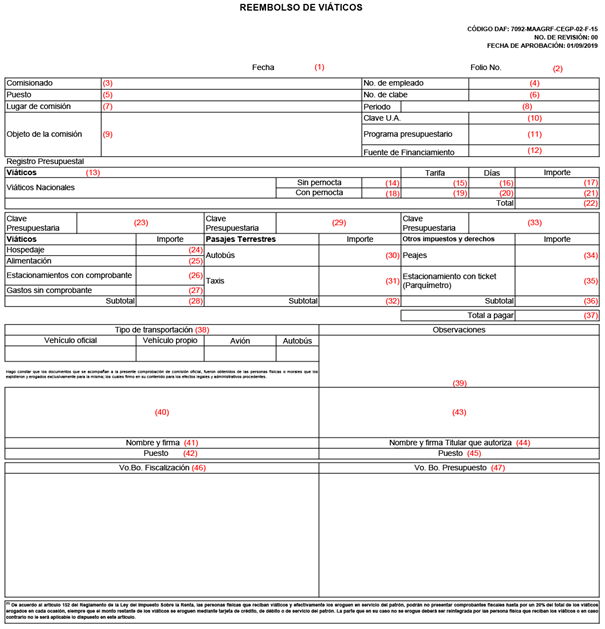 REEMBOLSO DE VIÁTICOS
CÓDIGO DAF: 7092-MAAGRF-CEGP-02-F-15
NO. DE REVISIÓN: 00
FECHA DE APROBACIÓN: 01/09/2019
Fecha (1) Folio No. (2)
Comisionado (3) No. de empleado (4)
Puesto (5) No. de clabe (6)
Lugar de comisión (7) Periodo (8)
Clave U.A. (10)
Objeto de la comisión (9) Programa presupuestario (11)
Fuente de Financiamiento (12)
Registro Presupuestal
Viáticos (13) Tarifa Días Importe
Viáticos Nacionales Sin pernocta (14) (15) (16) (17)
Con pernocta (18) (19) (20) (21)
Total (22)
Clave Presupuestaria (23) Clave Presupuestaria (29) Clave Presupuestaria (33)
Viáticos Importe Pasajes Terrestres Importe Otros impuestos y derechos Importe
Hospedaje (24)
Autobús (30) Peajes (34)
Alimentación (25)
Estacionamientos con comprobante (26) Taxis (31) Estacionamiento con ticket (Parquímetro) (35)
Gastos sin comprobante (27)
Subtotal (28) Subtotal (32) Subtotal (36)
Total a pagar (37)
Tipo de transportación (38) Observaciones
Vehículo oficial Vehículo propio Avión Autobús
Hago constar que los documentos que se acompañan a la presente comprobación de comisión oficial, fueron obtenidos de las personas físicas o morales que los
expidieron y erogados exclusivamente para la misma; los cuales firmo en su contenido para los efectos legales y administrativos procedentes.
(39)
(40) (43)
Nombre y firma (41) Nombre y firma Titular que autoriza (44)
Puesto (42) Puesto (45)
Vo.Bo. Fiscalización (46) Vo. Bo. Presupuesto (47)
(*) De acuerdo al artículo 152 del Reglamento de la Ley del Impuesto Sobre la Renta, las personas físicas que reciban viáticos y efectivamente los eroguen en servicio del patrón, podrán no presentar comprobantes fiscales hasta por un 20% del total de los viáticos
erogados en cada ocasión, siempre que el monto restante de los viáticos se eroguen mediante tarjeta de crédito, de débito o de servicio del patrón. La parte que en su caso no se erogue deberá ser reintegrada por las persona física que reciban los viáticos o en caso
contrario no le será aplicable lo dispuesto en este artículo.